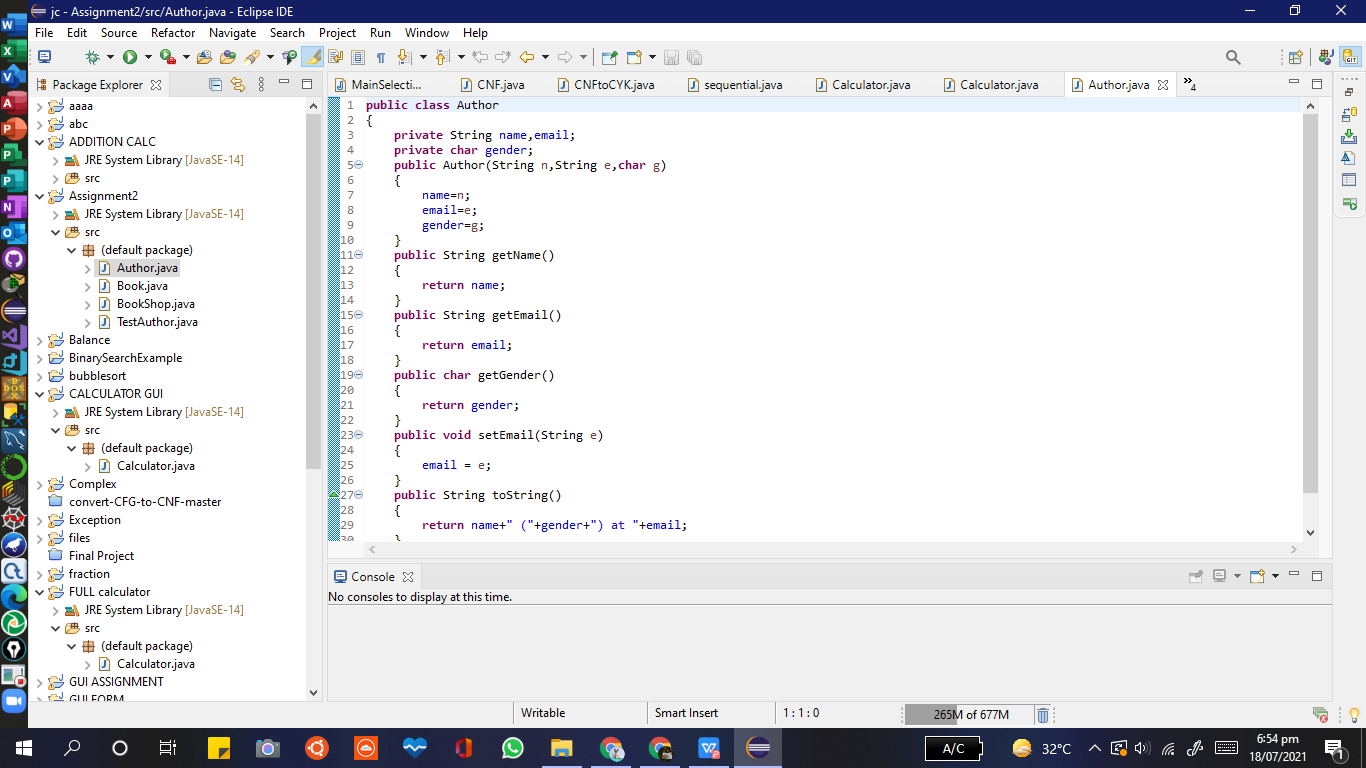 jc - Assignment2/src/Author.java - Eclipse IDE
File Edit Source Refactor Navigate Search Project Run Window Help
Package Explorer
aaaa
abc
ADDITION CALC
JRE System Library [JavaSE-14]
src
Assignment2
JRE System Library [JavaSE-14]
src
(default package)
Author.java
Book.java
BookShop.java
TestAuthor.java
Balance
BinarySearchExample
bubblesort
CALCULATOR GUI
JRE System Library [JavaSE-14]
src
(default package)
Calculator.java
Complex
convert-CFG-to-CNF-master
Exception
files
Final Project
fraction
FULL calculator
JRE System Library [JavaSE-14]
src
(default package)
Calculator.java
GUI ASSIGNMENT
GUI FORM
MainSelecti... CNF.java CNFtoCYK.java sequential.java Calculator.java Calculator.java Author.java »4
1 public class Author
2 {
3 private String name,email;
4 private char gender;
5 public Author(String n,String e,char g)
6 {
7 name=n;
8 email=e;
9 gender=g;
10 }
11 public String getName()
12 {
13 return name;
14 }
15 public String getEmail()
16 {
17 return email;
18 }
19 public char getGender()
20 {
21 return gender;
22 }
23 public void setEmail(String e)
24 {
25 email = e;
26 }
27 public String toString()
28 {
29 return name+" ("+gender+") at "+email;
30 }
Console
No consoles to display at this time.
Writable Smart Insert 1 : 1 : 0 265M of 677M
A/C 32°C 6:54 pm
18/07/2021 1